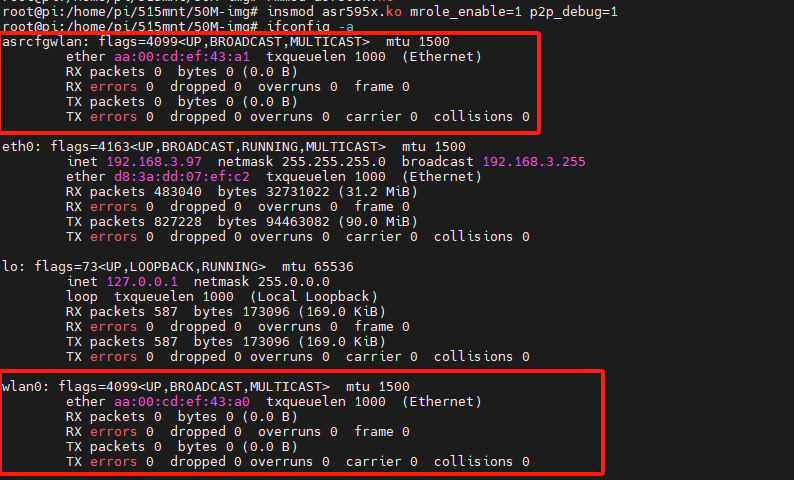 root@pi:/home/pi/515mnt/50M-img# insmod asr595x.ko mrole_enable=1 p2p_debug=1
root@pi:/home/pi/515mnt/50M-img# ifconfig -a
asrcfgwlan: flags=4099<UP,BROADCAST,MULTICAST>  mtu 1500
        ether aa:00:cd:ef:43:a1  txqueuelen 1000  (Ethernet)
        RX packets 0  bytes 0 (0.0 B)
        RX errors 0  dropped 0 overruns 0  frame 0
        TX packets 0  bytes 0 (0.0 B)
        TX errors 0  dropped 0 overruns 0  carrier 0  collisions 0
eth0: flags=4163<UP,BROADCAST,RUNNING,MULTICAST>  mtu 1500
        inet 192.168.3.97  netmask 255.255.255.0  broadcast 192.168.3.255
        ether d8:3a:dd:07:ef:c2  txqueuelen 1000  (Ethernet)
        RX packets 483040  bytes 32731022 (31.2 MiB)
        RX errors 0  dropped 0 overruns 0  frame 0
        TX packets 827228  bytes 94463082 (90.0 MiB)
        TX errors 0  dropped 0 overruns 0  carrier 0  collisions 0
lo: flags=73<UP,LOOPBACK,RUNNING>  mtu 65536
        inet 127.0.0.1  netmask 255.0.0.0
        loop  txqueuelen 1000  (Local Loopback)
        RX packets 587  bytes 173096 (169.0 KiB)
        RX errors 0  dropped 0  overruns 0  frame 0
        TX packets 587  bytes 173096 (169.0 KiB)
        TX errors 0  dropped 0 overruns 0  carrier 0  collisions 0
wlan0: flags=4099<UP,BROADCAST,MULTICAST>  mtu 1500
        ether aa:00:cd:ef:43:a0  txqueuelen 1000  (Ethernet)
        RX packets 0  bytes 0 (0.0 B)
        RX errors 0  dropped 0  overruns 0  frame 0
        TX packets 0  bytes 0 (0.0 B)
        TX errors 0  dropped 0 overruns 0  carrier 0  collisions 0